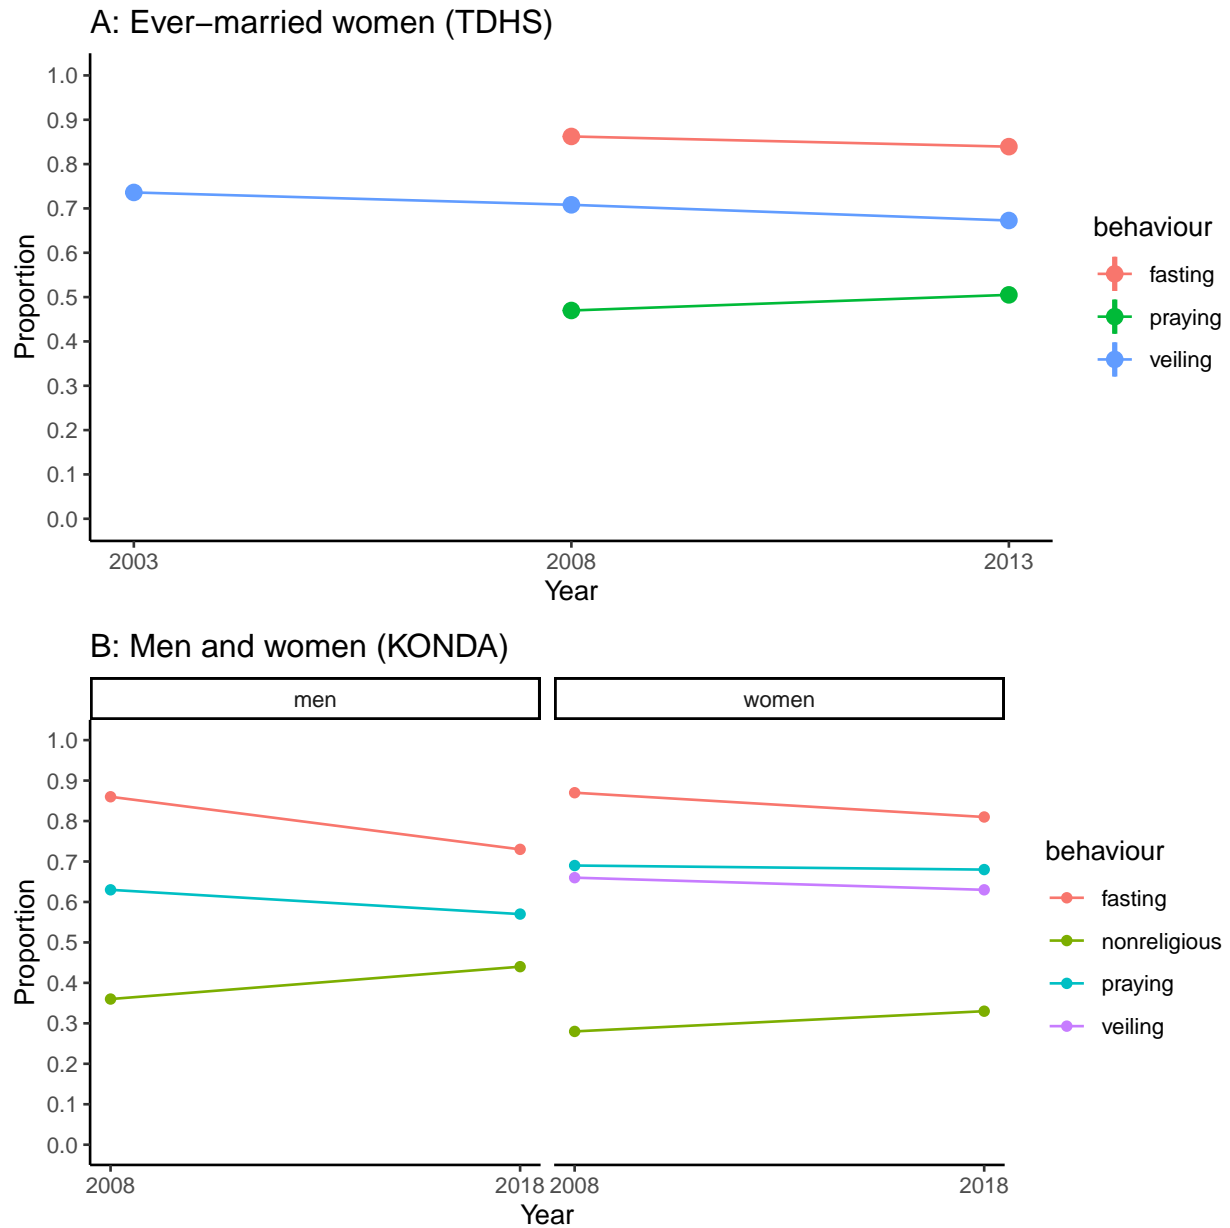 A: Ever−married women (TDHS)
1.0
0.9
0.8
0.7
0.6
0.5
0.4
0.3
0.2
0.1
0.0
Proportion
2003 2008 2013
Year
behaviour
fasting
praying
veiling
B: Men and women (KONDA)
men women
1.0
0.9
0.8
0.7
0.6
0.5
0.4
0.3
0.2
0.1
0.0
Proportion
2008 2018 2008 2018
Year
behaviour
fasting
nonreligious
praying
veiling